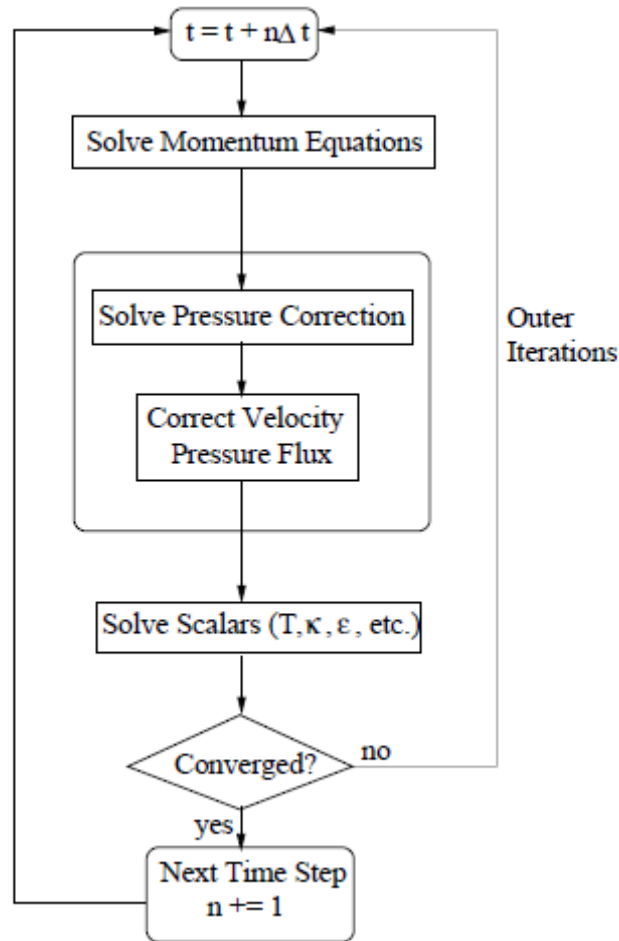 t = t + nΔ t
Solve Momentum Equations
Solve Pressure Correction
Correct Velocity
Pressure Flux
Outer
Iterations
Solve Scalars (T,κ,ε, etc.)
Converged?
no
yes
Next Time Step
n += 1